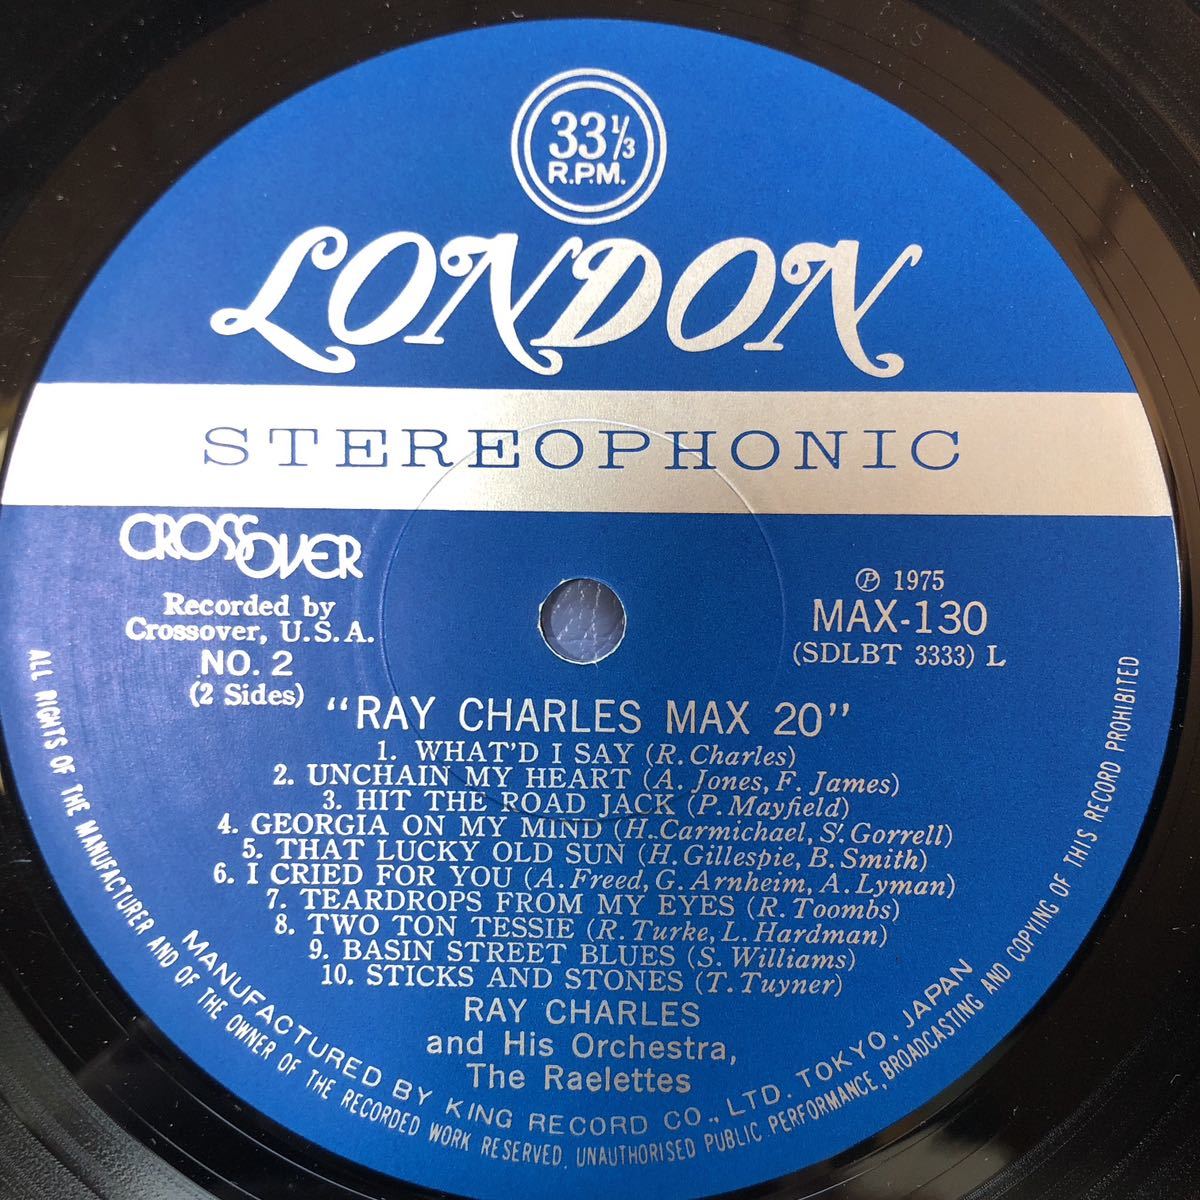 33⅓
R.P.M.
LONDON
STEREOPHONIC
CROSSOVER
Recorded by
Crossover, U.S.A.
NO. 2
(2 Sides)
Ⓟ 1975
MAX-130
(SDLBT 3333) L
"RAY CHARLES MAX 20"
1. WHAT'D I SAY (R. Charles)
2. UNCHAIN MY HEART (A. Jones, F. James)
3. HIT THE ROAD JACK (P. Mayfield)
4. GEORGIA ON MY MIND (H. Carmichael, S. Gorrell)
5. THAT LUCKY OLD SUN (H. Gillespie, B. Smith)
6. I CRIED FOR YOU (A. Freed, G. Arnheim, A. Lyman)
7. TEARDROPS FROM MY EYES (R. Toombs)
8. TWO TON TESSIE (R. Turke, L. Hardman)
9. BASIN STREET BLUES (S. Williams)
10. STICKS AND STONES (T. Tuyner)
RAY CHARLES
and His Orchestra,
The Raelettes
MANUFACTURED BY KING RECORD CO., LTD. TOKYO, JAPAN
ALL RIGHTS OF THE MANUFACTURER AND OF THE OWNER OF THE RECORDED WORK RESERVED. UNAUTHORISED PUBLIC PERFORMANCE, BROADCASTING AND COPYING OF THIS RECORD PROHIBITED